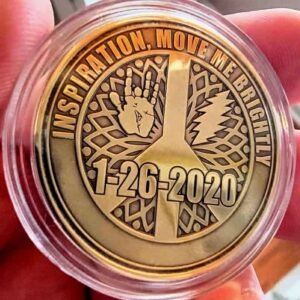 INSPIRATION, MOVE ME BRIGHTLY
1-26-2020